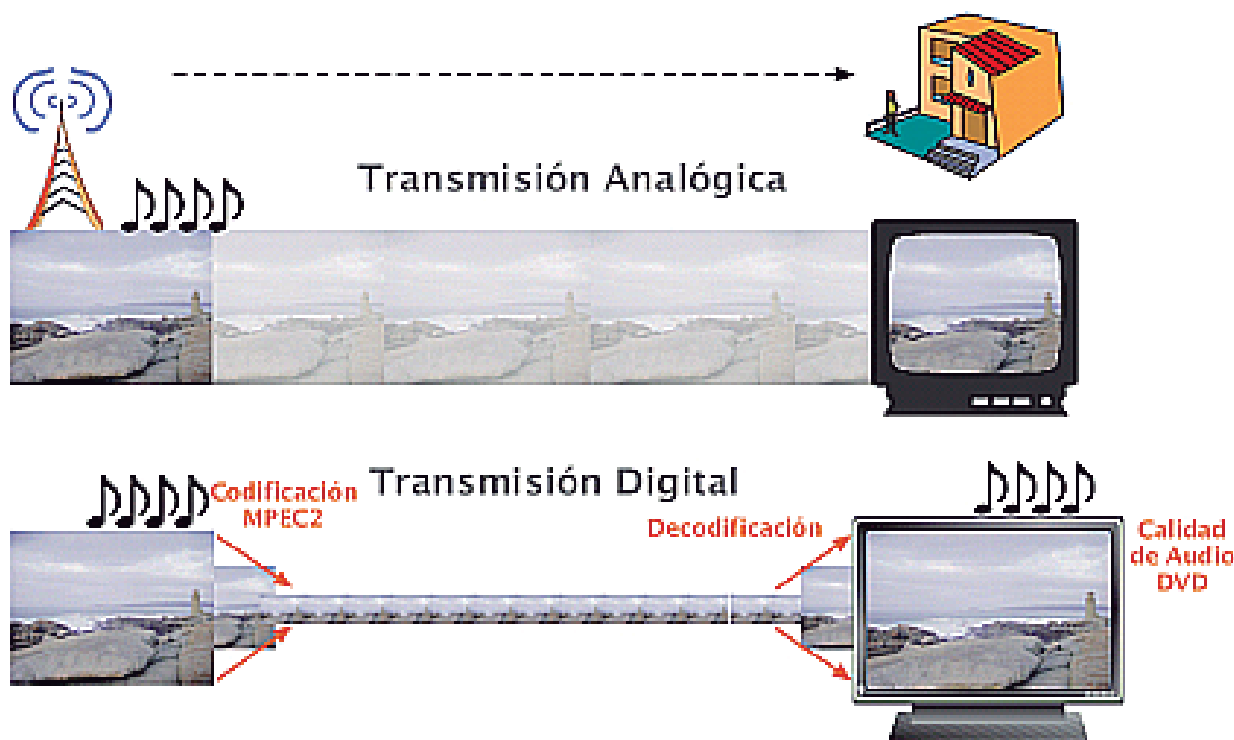 Transmisión Analógica
Transmisión Digital
Codificación
MPEC2
Decodificación
Calidad
de Audio
DVD